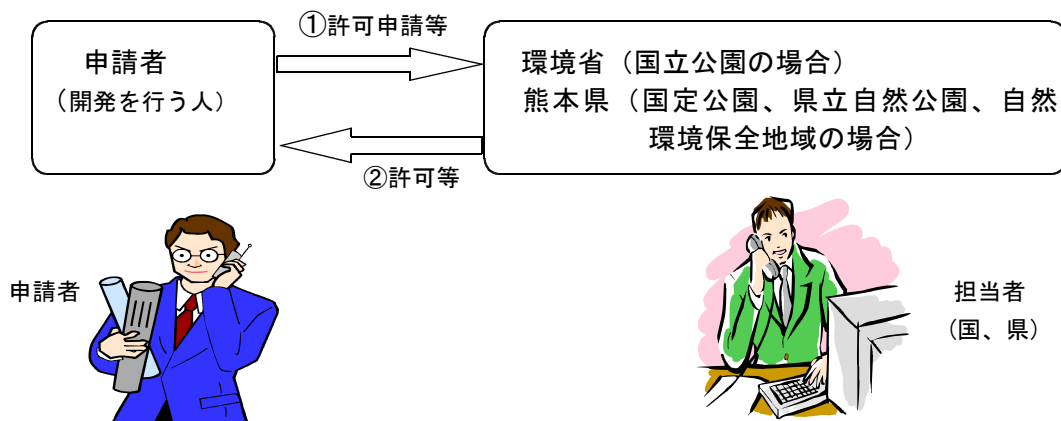 ①許可申請等
申請者
（開発を行う人）
環境省（国立公園の場合）
熊本県（国定公園、県立自然公園、自然
環境保全地域の場合）
②許可等
申請者
担当者
（国、県）